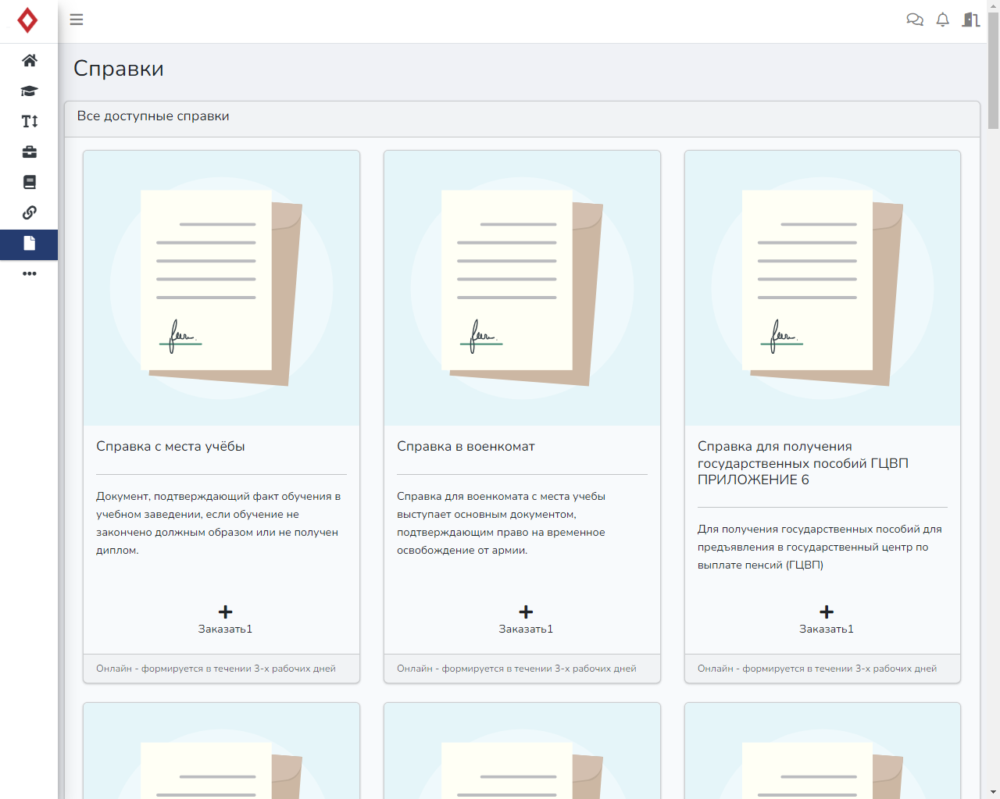 Справки
Все доступные справки
Справка с места учёбы
Документ, подтверждающий факт обучения в
учебном заведении, если обучение не
закончено должным образом или не получен
диплом.
Заказать1
Онлайн - формируется в течении 3-х рабочих дней
Справка в военкомат
Справка для военкомата с места учебы
выступает основным документом,
подтверждающим право на временное
освобождение от армии.
Заказать1
Онлайн - формируется в течении 3-х рабочих дней
Справка для получения
государственных пособий ГЦВП
ПРИЛОЖЕНИЕ 6
Для получения государственных пособий для
предъявления в государственный центр по
выплате пенсий (ГЦВП)
Заказать1
Онлайн - формируется в течении 3-х рабочих дней